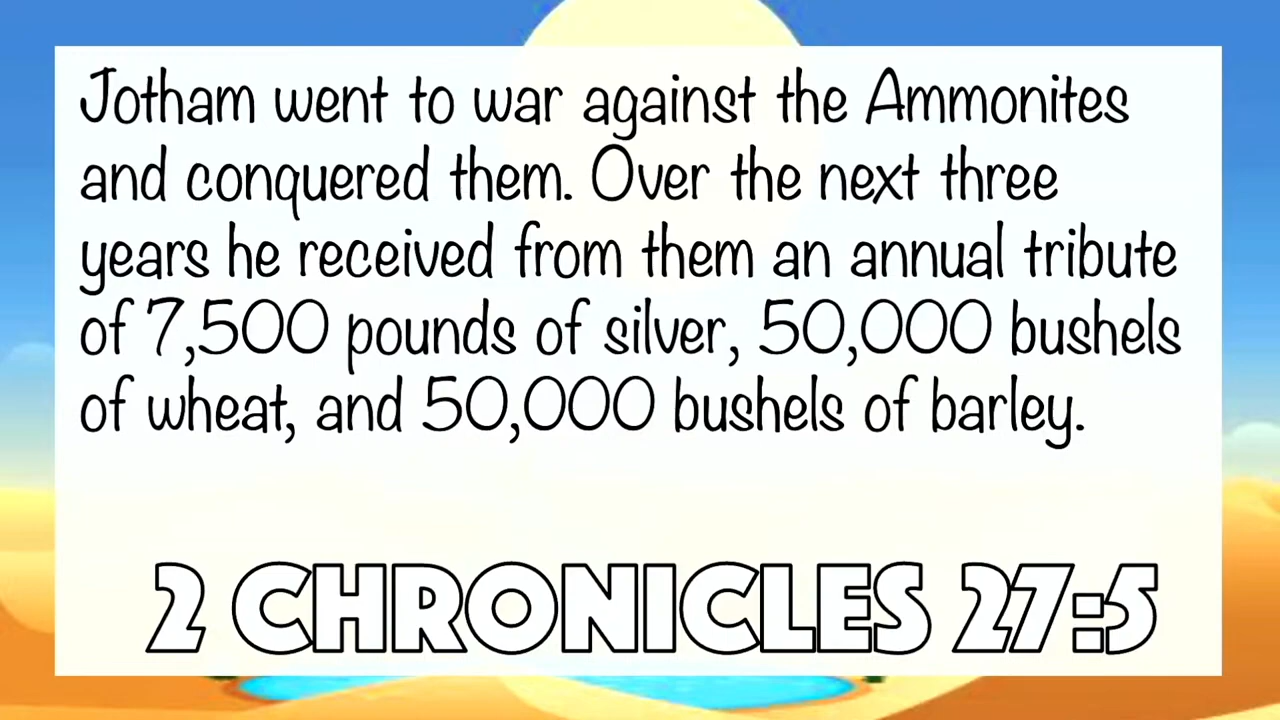 Jotham went to war against the Ammonites
and conquered them. Over the next three
years he received from them an annual tribute
of 7,500 pounds of silver, 50,000 bushels
of wheat, and 50,000 bushels of barley.
2 CHRONICLES 27:5